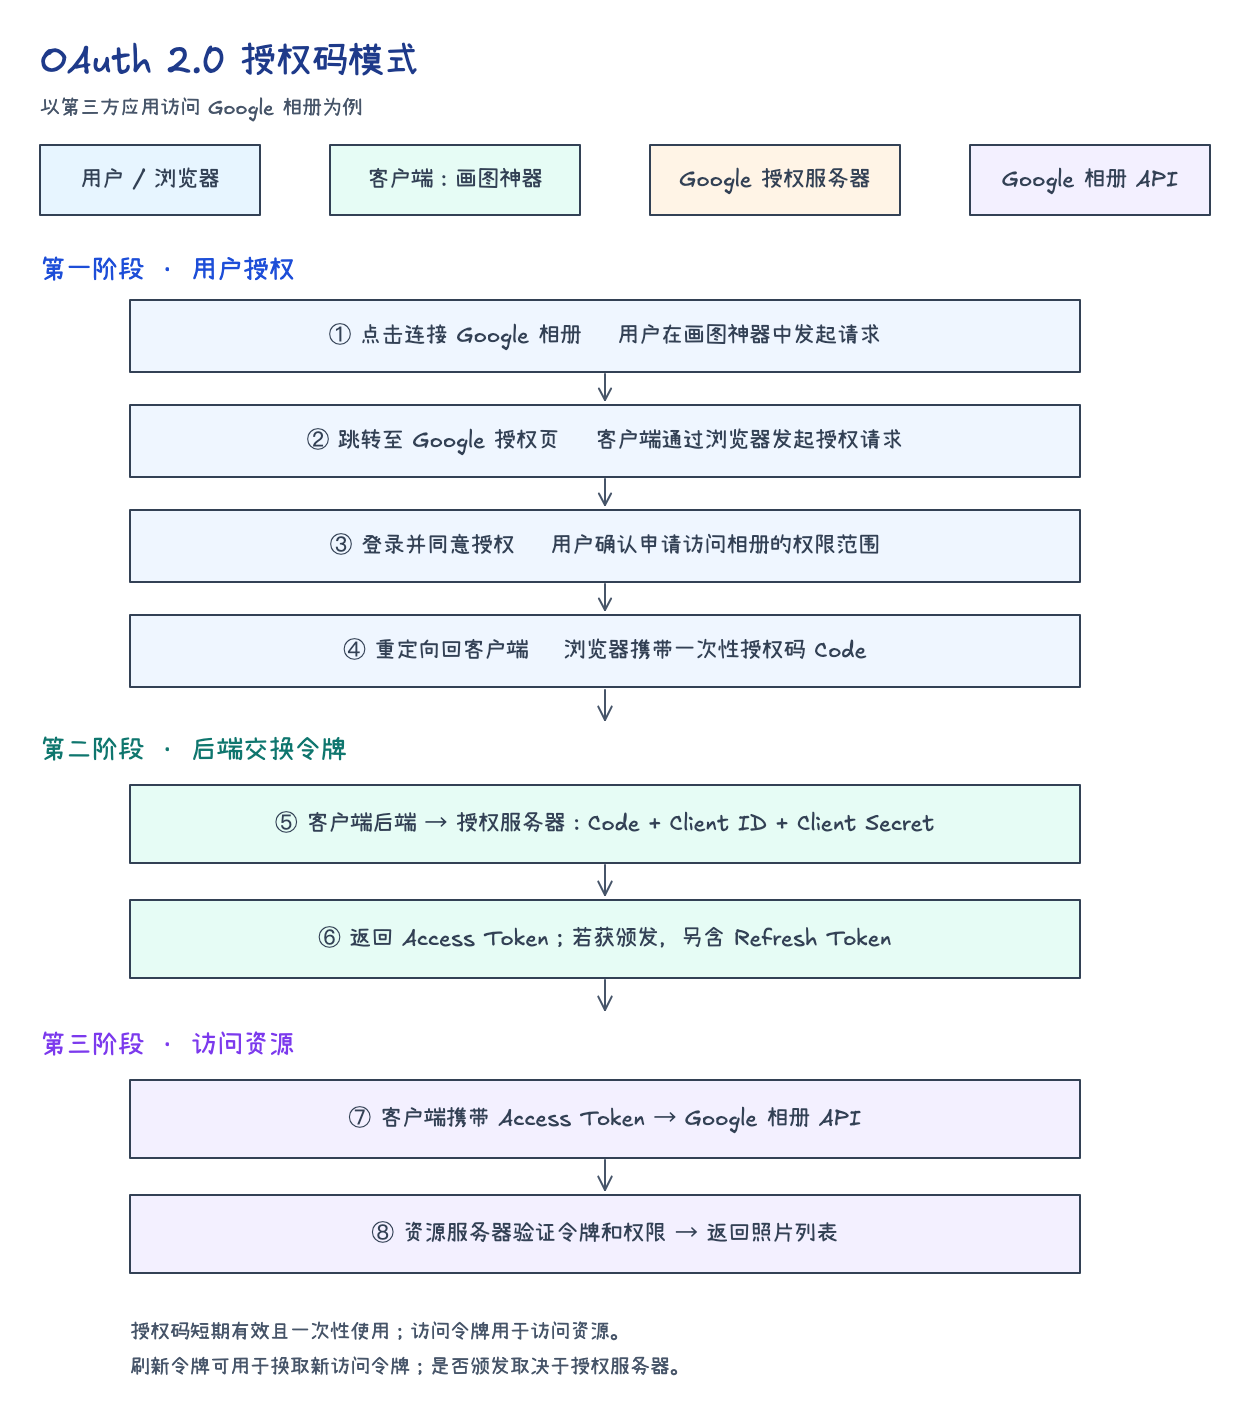 OAuth 2.0 授权码模式
以第三方应用访问 Google 相册为例
用户 / 浏览器
客户端：画图神器
Google 授权服务器
Google 相册 API
第一阶段 · 用户授权
① 点击连接 Google 相册 用户在画图神器中发起请求
② 跳转至 Google 授权页 客户端通过浏览器发起授权请求
③ 登录并同意授权 用户确认申请访问相册的权限范围
④ 重定向回客户端 浏览器携带一次性授权码 Code
第二阶段 · 后端交换令牌
⑤ 客户端后端 → 授权服务器：Code + Client ID + Client Secret
⑥ 返回 Access Token；若获颁发，另含 Refresh Token
第三阶段 · 访问资源
⑦ 客户端携带 Access Token → Google 相册 API
⑧ 资源服务器验证令牌和权限 → 返回照片列表
授权码短期有效且一次性使用；访问令牌用于访问资源。
刷新令牌可用于换取新访问令牌；是否颁发取决于授权服务器。